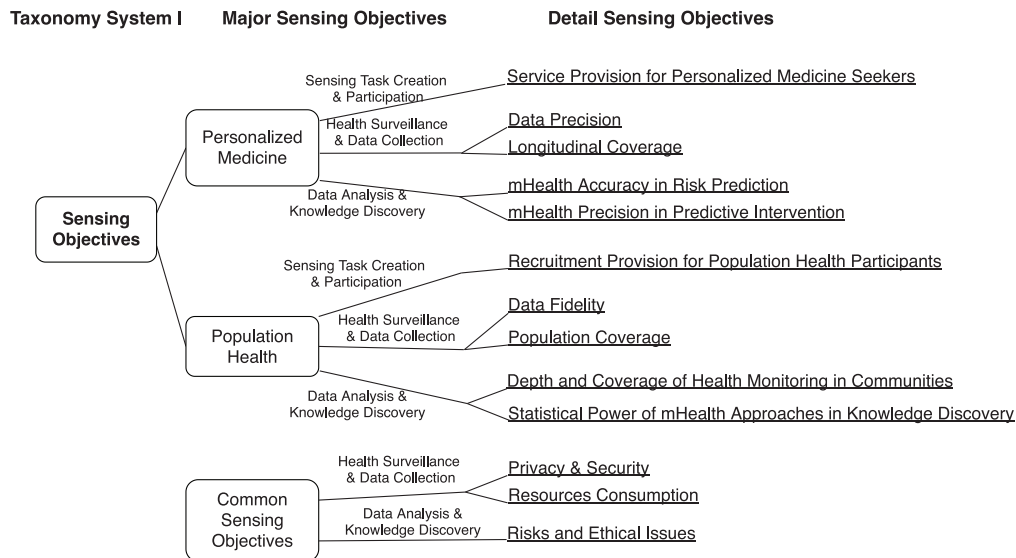 Taxonomy System I
Major Sensing Objectives
Detail Sensing Objectives
Sensing
Objectives
Personalized
Medicine
Sensing Task Creation
& Participation
Service Provision for Personalized Medicine Seekers
Health Surveillance
& Data Collection
Data Precision
Longitudinal Coverage
Data Analysis &
Knowledge Discovery
mHealth Accuracy in Risk Prediction
mHealth Precision in Predictive Intervention
Population
Health
Sensing Task Creation
& Participation
Recruitment Provision for Population Health Participants
Health Surveillance
& Data Collection
Data Fidelity
Population Coverage
Data Analysis &
Knowledge Discovery
Depth and Coverage of Health Monitoring in Communities
Statistical Power of mHealth Approaches in Knowledge Discovery
Common
Sensing
Objectives
Health Surveillance
& Data Collection
Privacy & Security
Resources Consumption
Data Analysis &
Knowledge Discovery
Risks and Ethical Issues